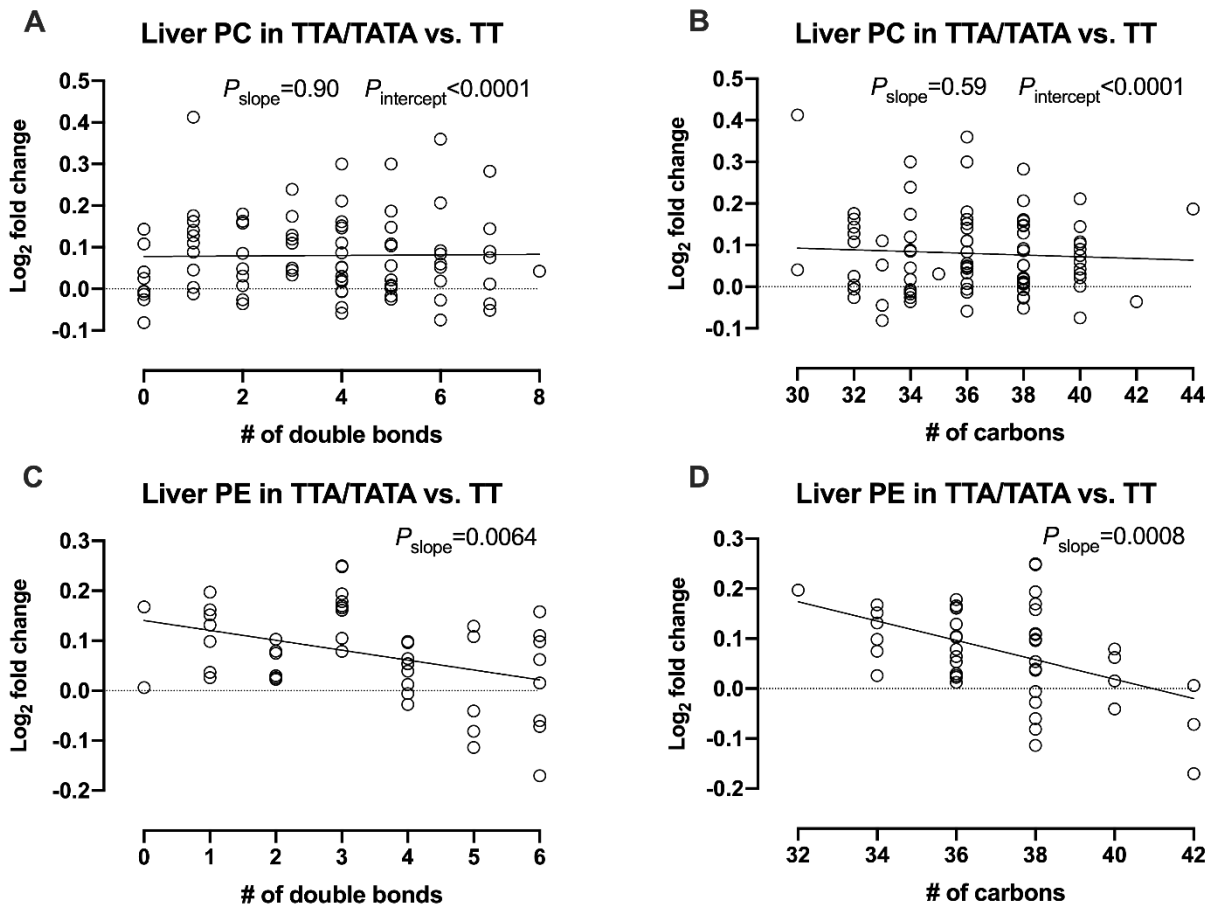 A
Liver PC in TTA/TATA vs. TT
P_slope=0.90 P_intercept<0.0001
Log₂ fold change
0.5
0.4
0.3
0.2
0.1
0.0
-0.1
0 2 4 6 8
# of double bonds
B
Liver PC in TTA/TATA vs. TT
P_slope=0.59 P_intercept<0.0001
Log₂ fold change
0.5
0.4
0.3
0.2
0.1
0.0
-0.1
30 32 34 36 38 40 42 44
# of carbons
C
Liver PE in TTA/TATA vs. TT
P_slope=0.0064
Log₂ fold change
0.3
0.2
0.1
0.0
-0.1
-0.2
0 1 2 3 4 5 6
# of double bonds
D
Liver PE in TTA/TATA vs. TT
P_slope=0.0008
Log₂ fold change
0.3
0.2
0.1
0.0
-0.1
-0.2
32 34 36 38 40 42
# of carbons